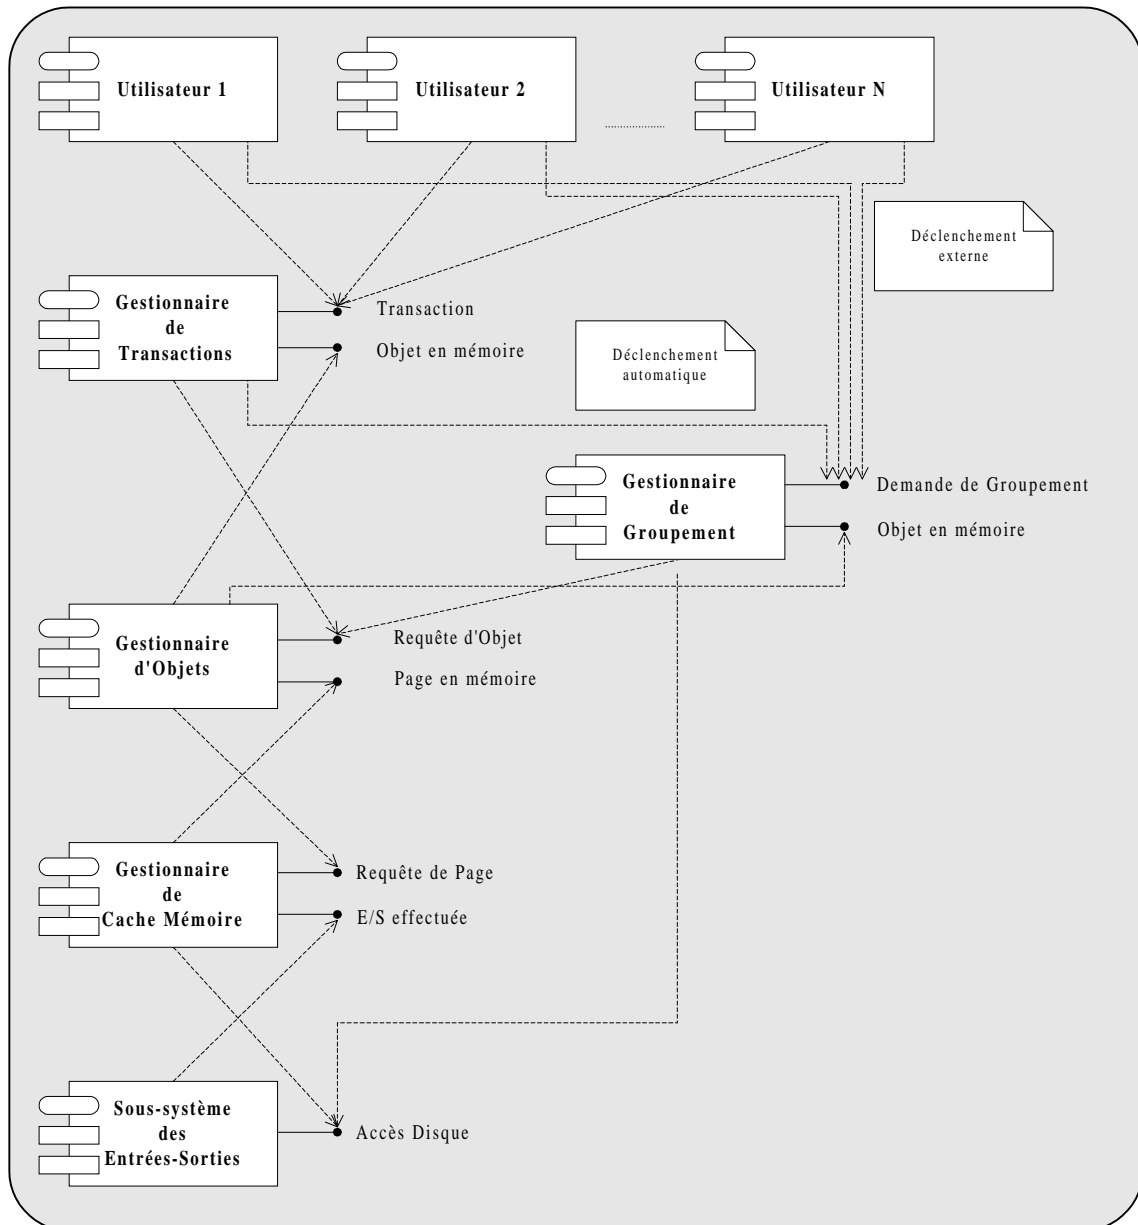 Utilisateur 1
Utilisateur 2
Utilisateur N
Déclenchement
externe
Gestionnaire
de
Transactions
Transaction
Objet en mémoire
Déclenchement
automatique
Gestionnaire
de
Groupement
Demande de Groupement
Objet en mémoire
Gestionnaire
d'Objets
Requête d'Objet
Page en mémoire
Gestionnaire
de
Cache Mémoire
Requête de Page
E/S effectuée
Sous-système
des
Entrées-Sorties
Accès Disque